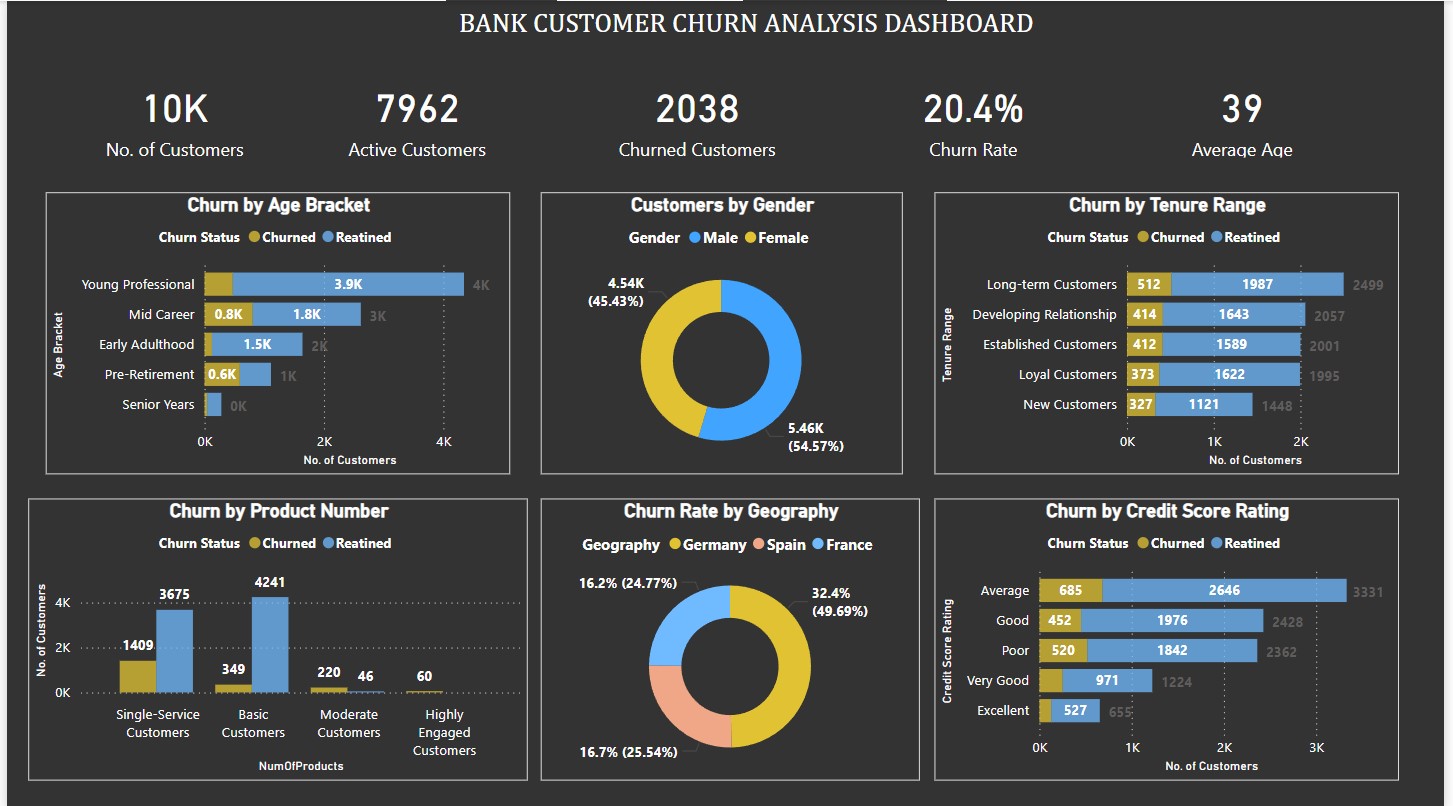 BANK CUSTOMER CHURN ANALYSIS DASHBOARD
10K
No. of Customers
7962
Active Customers
2038
Churned Customers
20.4%
Churn Rate
39
Average Age
Churn by Age Bracket
Churn Status Churned Reatined
Age Bracket
Young Professional 3.9K 4K
Mid Career 0.8K 1.8K 3K
Early Adulthood 1.5K 2K
Pre-Retirement 0.6K 1K
Senior Years 0K
0K 2K 4K
No. of Customers
Customers by Gender
Gender Male Female
4.54K
(45.43%)
5.46K
(54.57%)
Churn by Tenure Range
Churn Status Churned Reatined
Tenure Range
Long-term Customers 512 1987 2499
Developing Relationship 414 1643 2057
Established Customers 412 1589 2001
Loyal Customers 373 1622 1995
New Customers 327 1121 1448
0K 1K 2K
No. of Customers
Churn by Product Number
Churn Status Churned Reatined
No. of Customers
4K
2K
0K
1409 3675 349 4241 220 46 60
Single-Service Basic Moderate Highly
Customers Customers Customers Engaged
Customers
NumOfProducts
Churn Rate by Geography
Geography Germany Spain France
16.2% (24.77%)
32.4%
(49.69%)
16.7% (25.54%)
Churn by Credit Score Rating
Churn Status Churned Reatined
Credit Score Rating
Average 685 2646 3331
Good 452 1976 2428
Poor 520 1842 2362
Very Good 971 1224
Excellent 527 655
0K 1K 2K 3K
No. of Customers